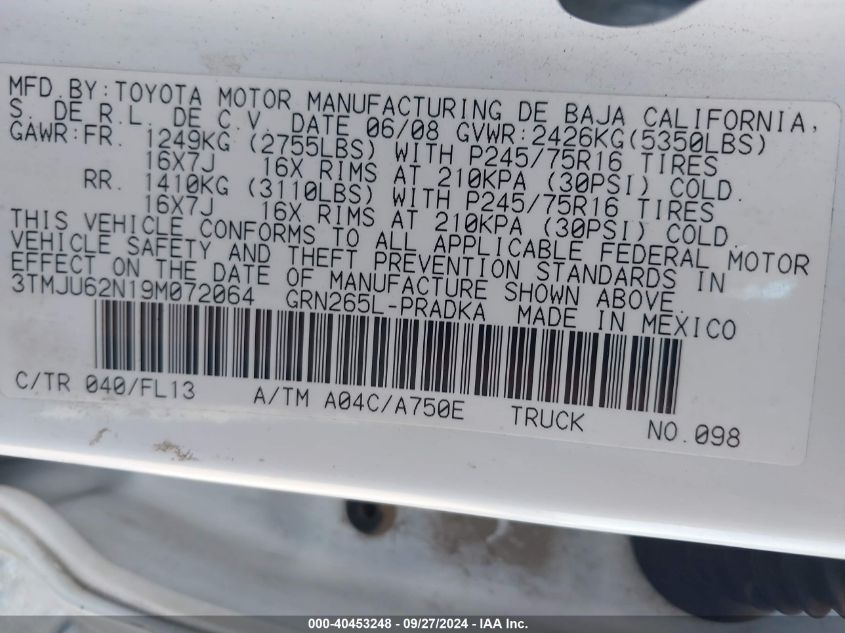 MFD.BY:TOYOTA MOTOR MANUFACTURING DE BAJA CALIFORNIA,
S. DE R.L. DE C.V. DATE 06/08 GVWR:2426KG(5350LBS)
GAWR:FR. 1249KG (2755LBS) WITH P245/75R16 TIRES
16X7J 16X RIMS AT 210KPA (30PSI) COLD.
RR. 1410KG (3110LBS) WITH P245/75R16 TIRES
16X7J 16X RIMS AT 210KPA (30PSI) COLD.
THIS VEHICLE CONFORMS TO ALL APPLICABLE FEDERAL MOTOR
VEHICLE SAFETY AND THEFT PREVENTION STANDARDS IN
EFFECT ON THE DATE OF MANUFACTURE SHOWN ABOVE.
3TMJU62N19M072064 GRN265L-PRADKA MADE IN MEXICO
C/TR 040/FL13 A/TM A04C/A750E TRUCK NO.098
000-40453248 - 09/27/2024 - IAA Inc.